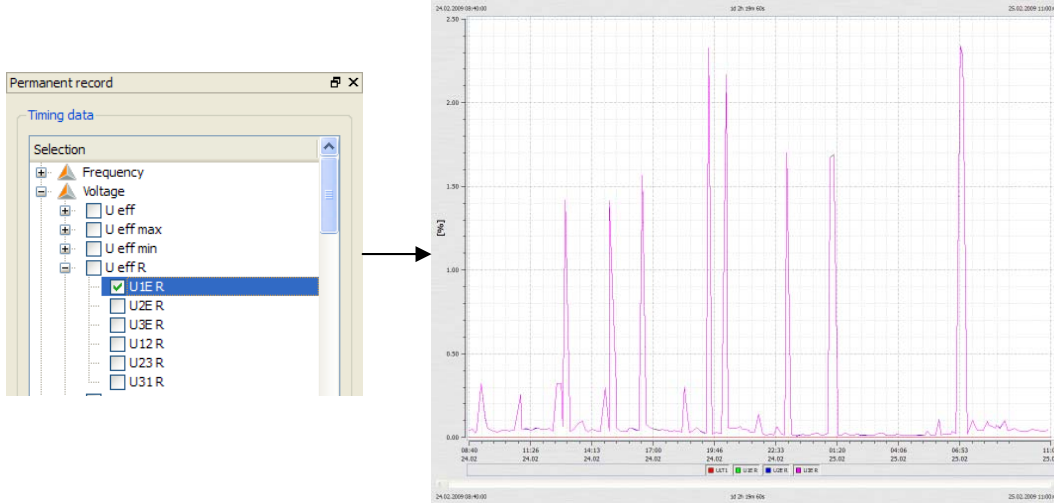 Permanent record
Timing data
Selection
Frequency
Voltage
U eff
U eff max
U eff min
U eff R
U1E R
U2E R
U3E R
U12 R
U23 R
U31 R
24.02.2009 08:40:00 1d 2h 19m 60s 25.02.2009 11:00:
2.50
2.00
1.50
[%]
1.00
0.50
0.00
08:40 11:26 14:13 17:00 19:46 22:33 01:20 04:06 06:53 11:0
24.02 24.02 24.02 24.02 24.02 24.02 25.02 25.02 25.02 25.0
U1E R U2E R U3E R
24.02.2009 08:40:00 1d 2h 19m 60s 25.02.2009 11:00: